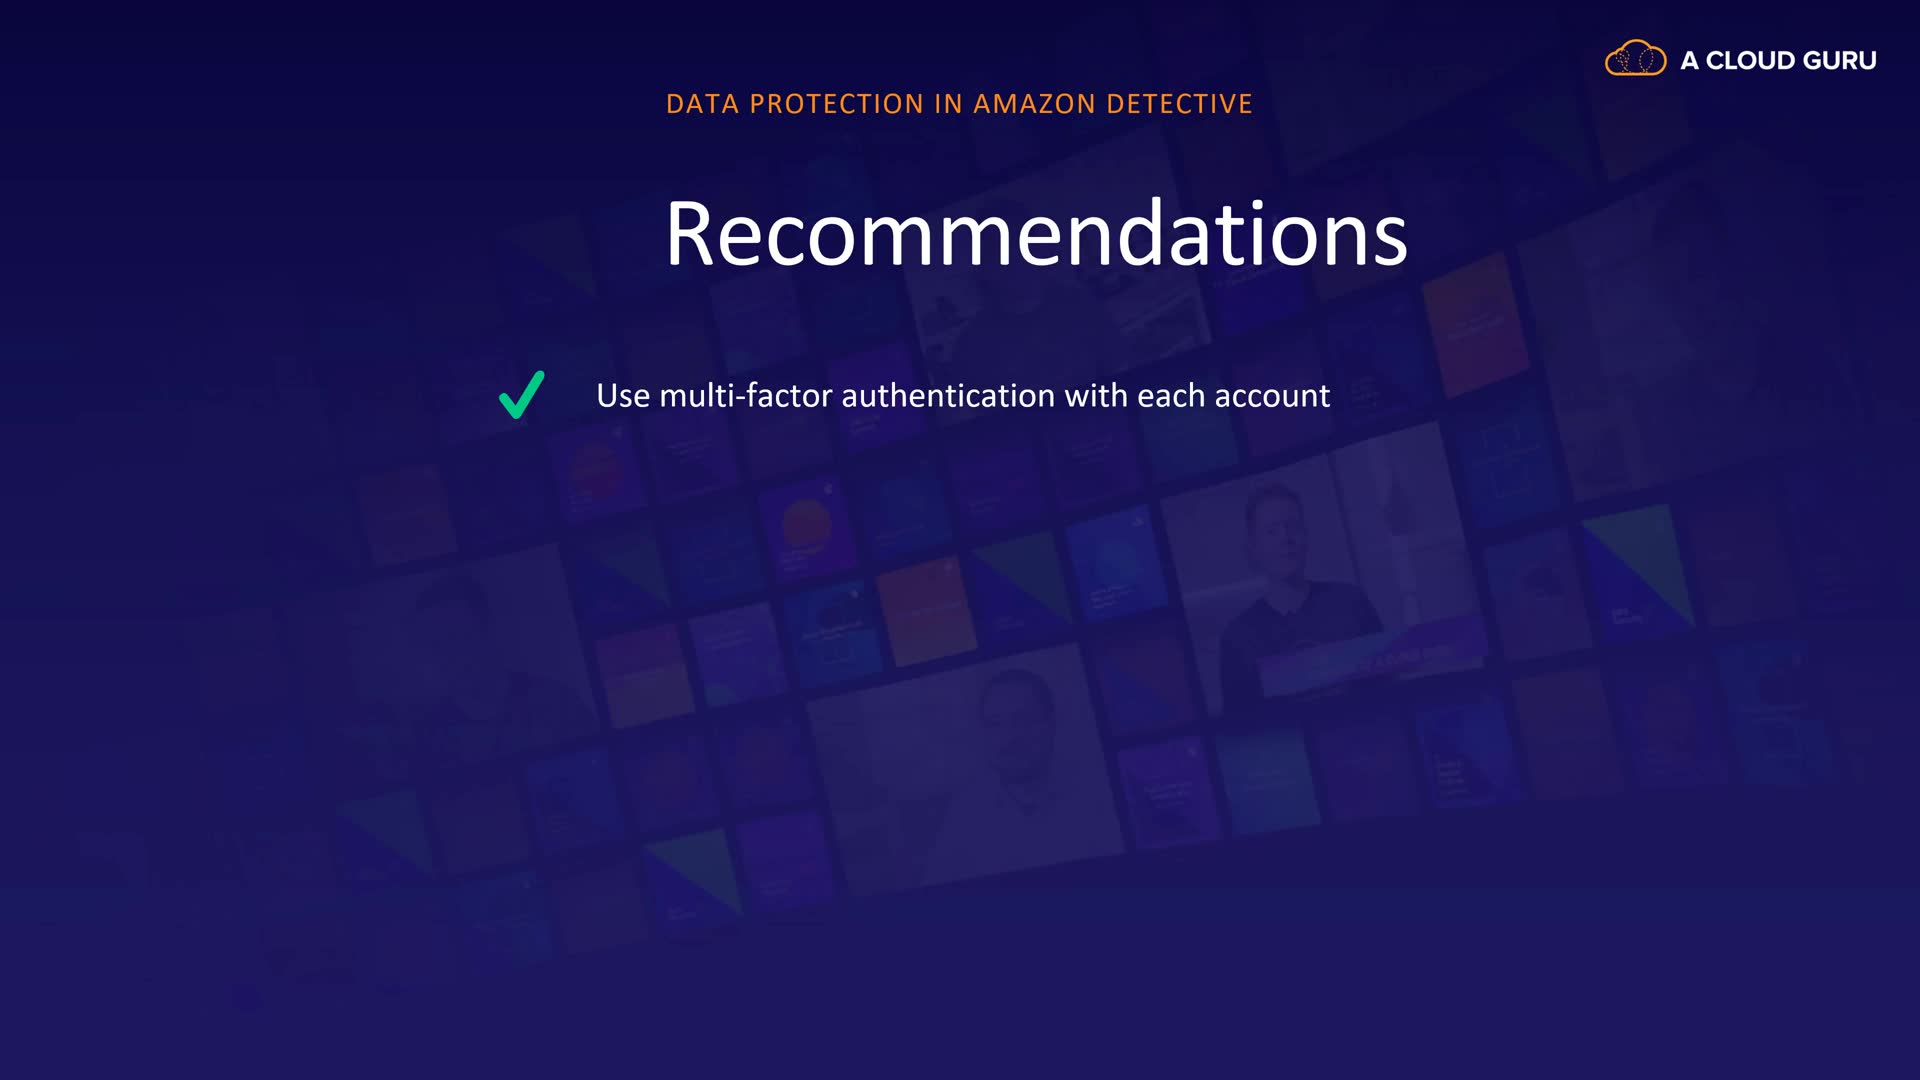 A CLOUD GURU
DATA PROTECTION IN AMAZON DETECTIVE
Recommendations
Use multi-factor authentication with each account